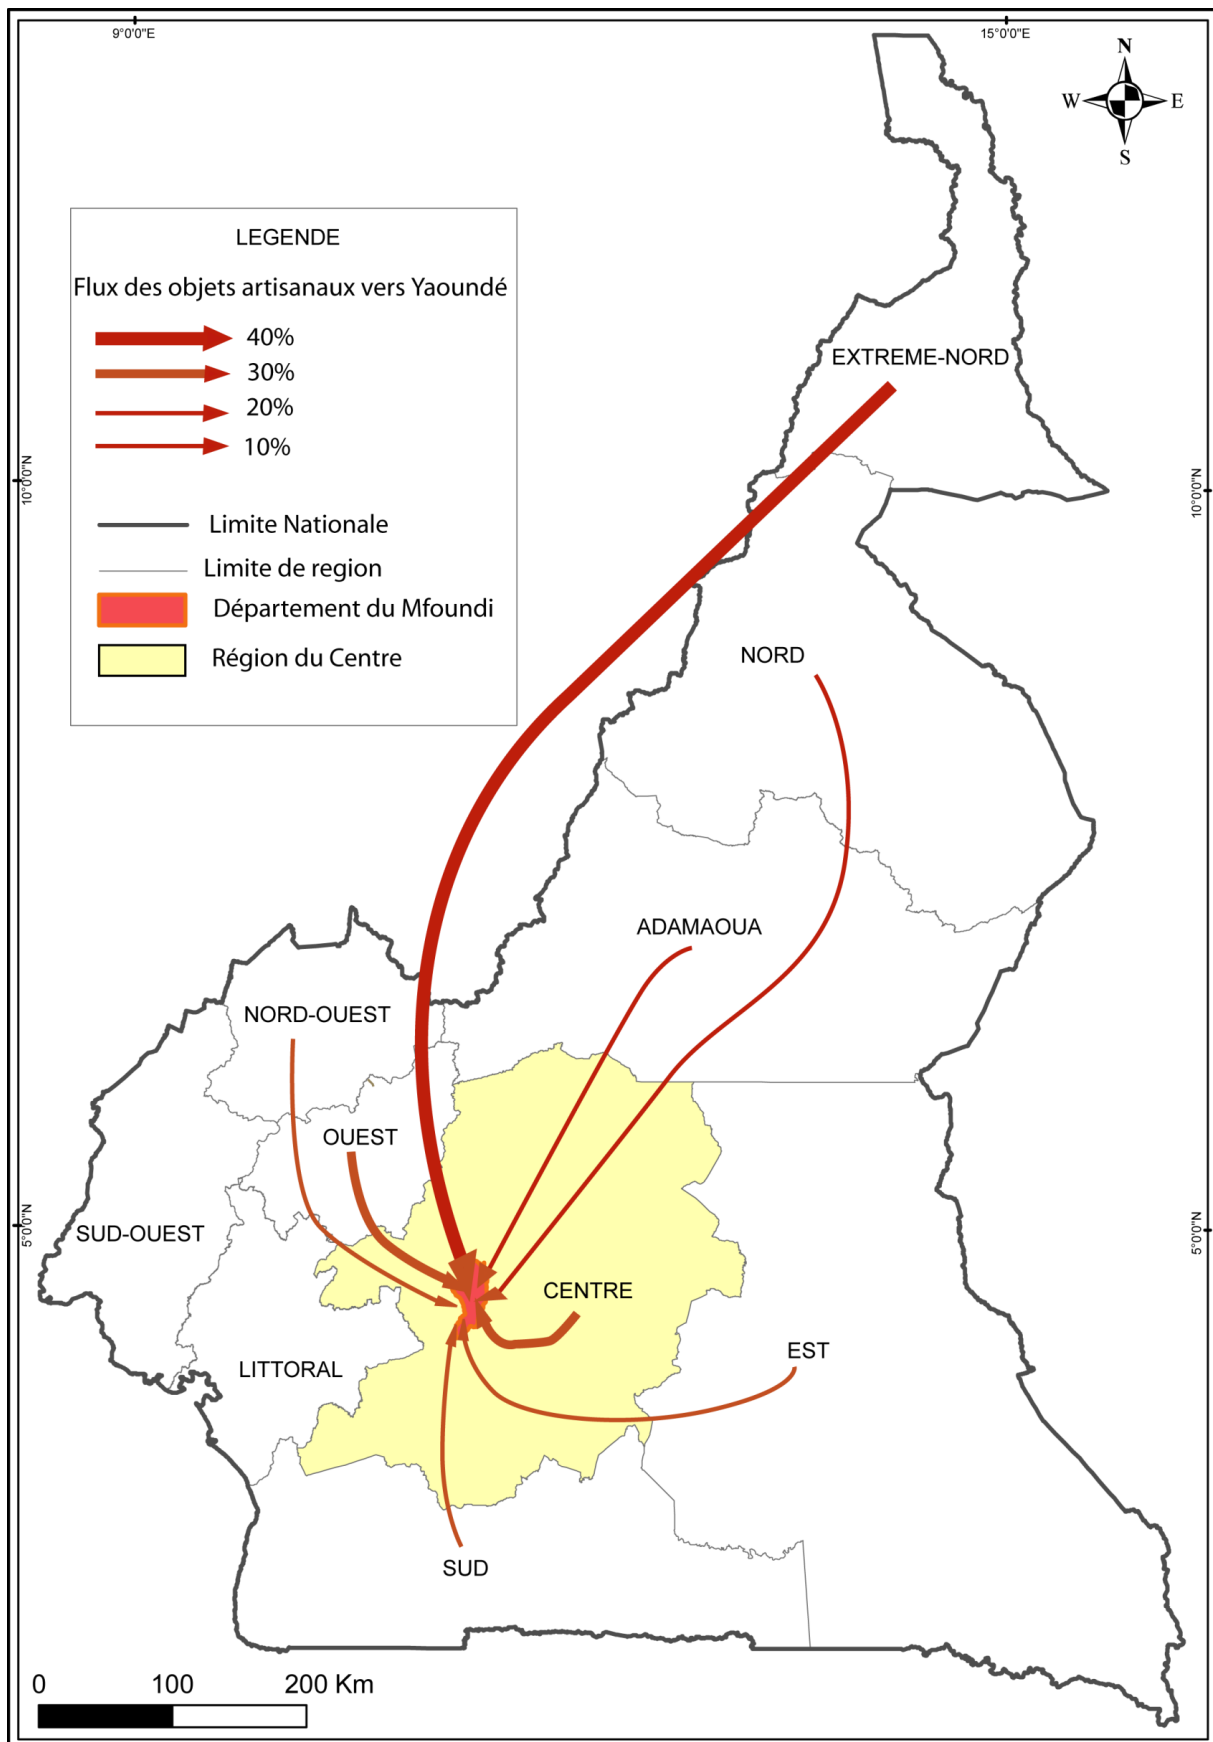 9°0'0"E
15°0'0"E
N
W
E
S
LEGENDE
Flux des objets artisanaux vers Yaoundé
40%
30%
20%
10%
Limite Nationale
Limite de region
Département du Mfoundi
Région du Centre
EXTREME-NORD
10°0'0"N
10°0'0"N
NORD
ADAMAOUA
NORD-OUEST
OUEST
SUD-OUEST
5°0'0"N
5°0'0"N
CENTRE
EST
LITTORAL
SUD
0 100 200 Km